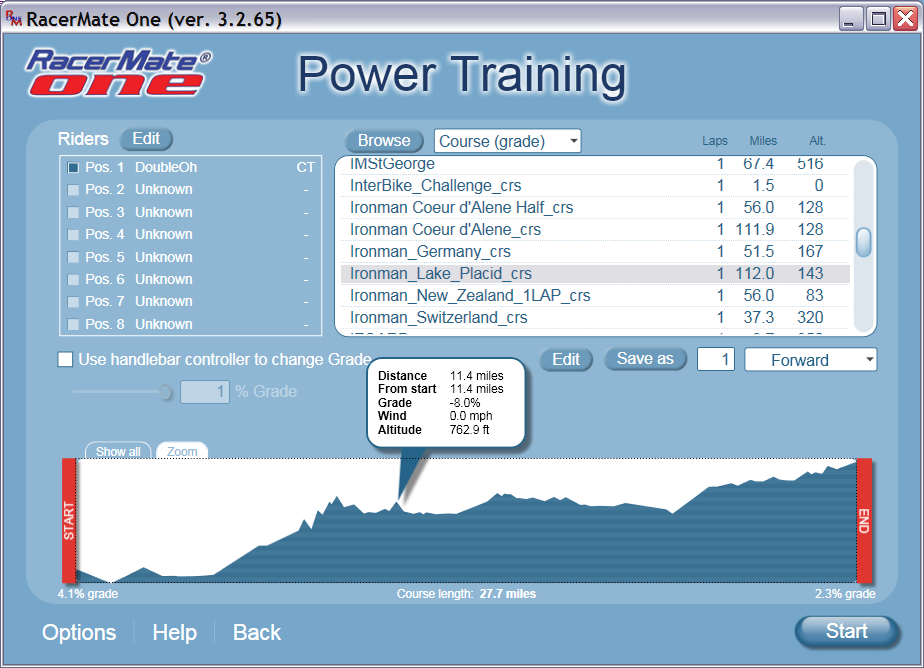 RacerMate One (ver. 3.2.65)
RacerMate®
one
Power Training
Riders Edit
Browse Course (grade) Laps Miles Alt.
Pos. 1 DoubleOh CT
Pos. 2 Unknown -
Pos. 3 Unknown -
Pos. 4 Unknown -
Pos. 5 Unknown -
Pos. 6 Unknown -
Pos. 7 Unknown -
Pos. 8 Unknown -
IMStGeorge 1 67.4 516
InterBike_Challenge_crs 1 1.5 0
Ironman Coeur d'Alene Half_crs 1 56.0 128
Ironman Coeur d'Alene_crs 1 111.9 128
Ironman_Germany_crs 1 51.5 167
Ironman_Lake_Placid_crs 1 112.0 143
Ironman_New_Zealand_1LAP_crs 1 56.0 83
Ironman_Switzerland_crs 1 37.3 320
Use handlebar controller to change Grade
Edit Save as 1 Forward
1 % Grade
Distance 11.4 miles
From start 11.4 miles
Grade -8.0%
Wind 0.0 mph
Altitude 762.9 ft
Show all Zoom
START
END
4.1% grade Course length: 27.7 miles 2.3% grade
Options Help Back Start